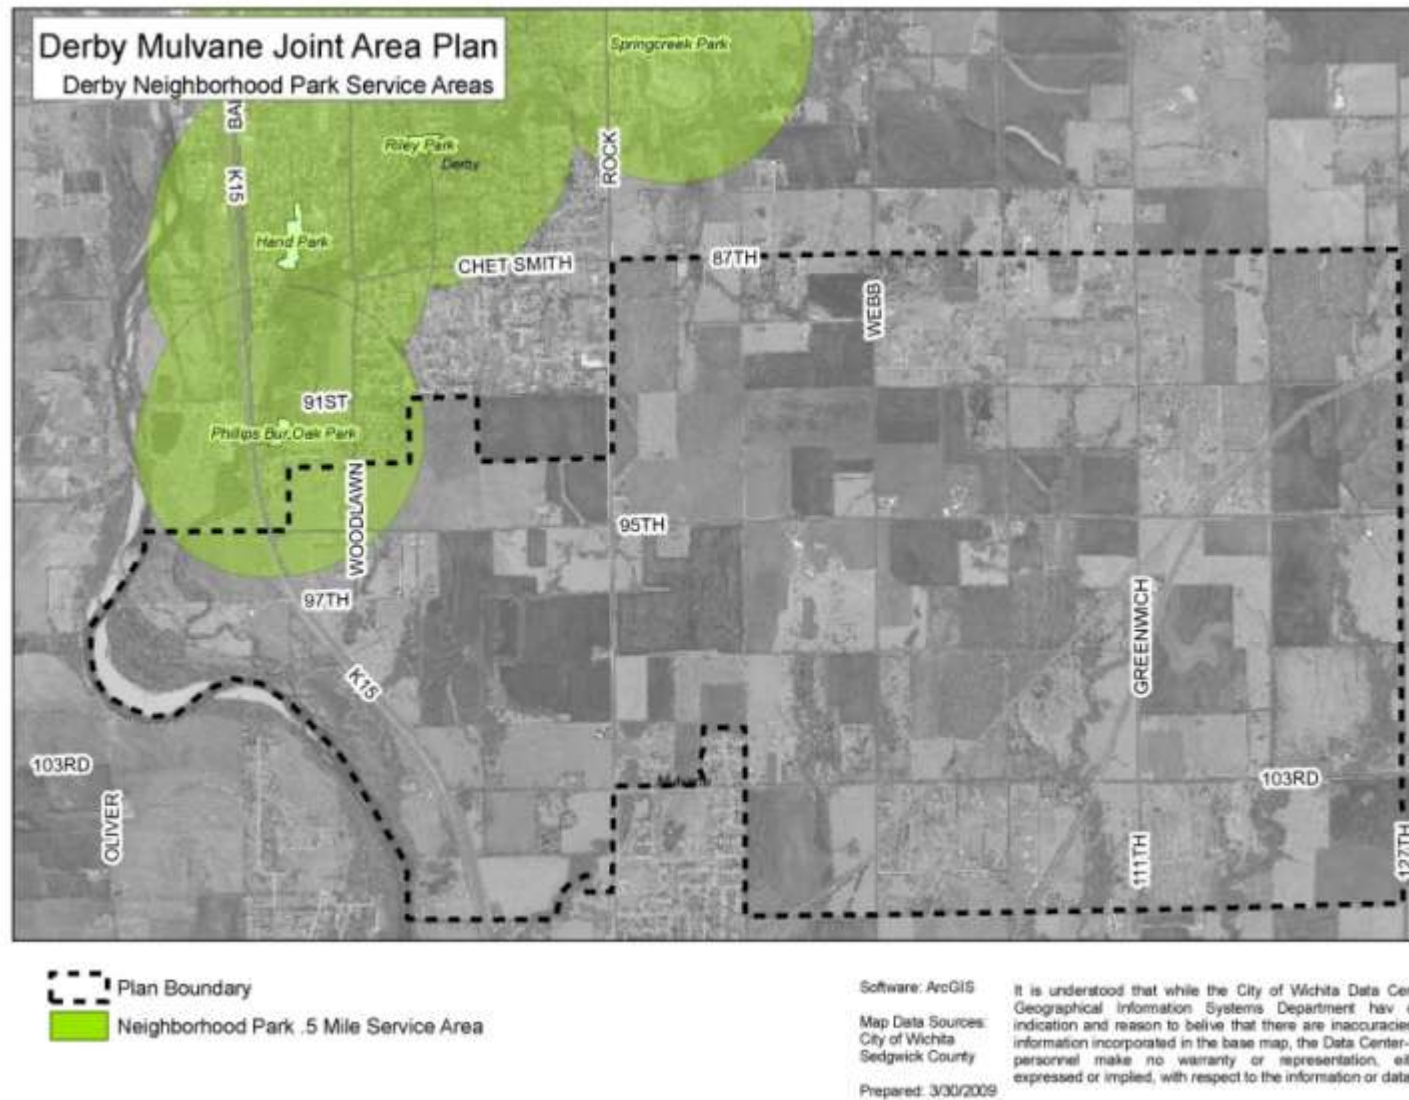 Derby Mulvane Joint Area Plan
Derby Neighborhood Park Service Areas
Springcreek Park
BA
K15
Riley Park
Derby
ROCK
Hand Park
CHET SMITH
87TH
WEBB
91ST
Phillips Bur Oak Park
WOODLAWN
95TH
97TH
GREENWICH
K15
103RD
103RD
OLIVER
111TH
127TH
Plan Boundary
Neighborhood Park .5 Mile Service Area
Software: ArcGIS
Map Data Sources:
City of Wichita
Sedgwick County
Prepared: 3/30/2009
It is understood that while the City of Wichita Data Cen
Geographical Information Systems Department hav
indication and reason to belive that there are inaccuracies
information incorporated in the base map, the Data Center-
personnel make no warranty or representation, eit
expressed or implied, with respect to the information or data